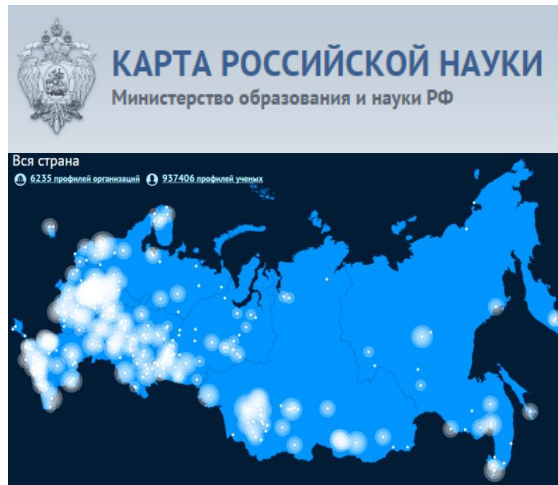 КАРТА РОССИЙСКОЙ НАУКИ
Министерство образования и науки РФ
Вся страна
6235 профилей организаций 937406 профилей ученых